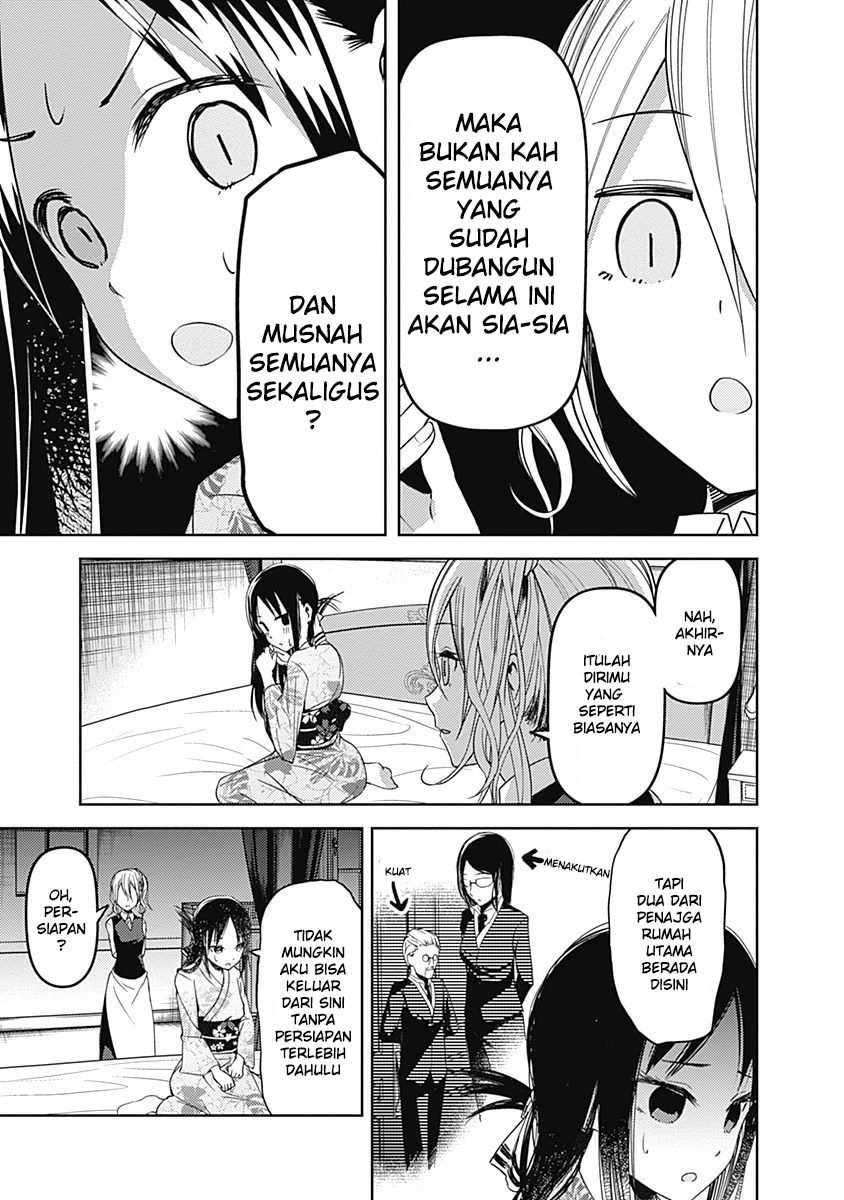 MAKA
BUKAN KAH
SEMUANYA
YANG
SUDAH
DUBANGUN
SELAMA INI
AKAN SIA-SIA
...
DAN
MUSNAH
SEMUANYA
SEKALIGUS
?
NAH,
AKHIR-
NYA
ITULAH
DIRIMU
YANG
SEPERTI
BIASANYA
TAPI
DUA DARI
PENAJGA
RUMAH
UTAMA
BERADA
DISINI
MENAKUTKAN
KUAT
TIDAK
MUNGKIN
AKU BISA
KELUAR
DARI SINI
TANPA
PERSIAPAN
TERLEBIH
DAHULU
OH,
PER-
SIAPAN
?